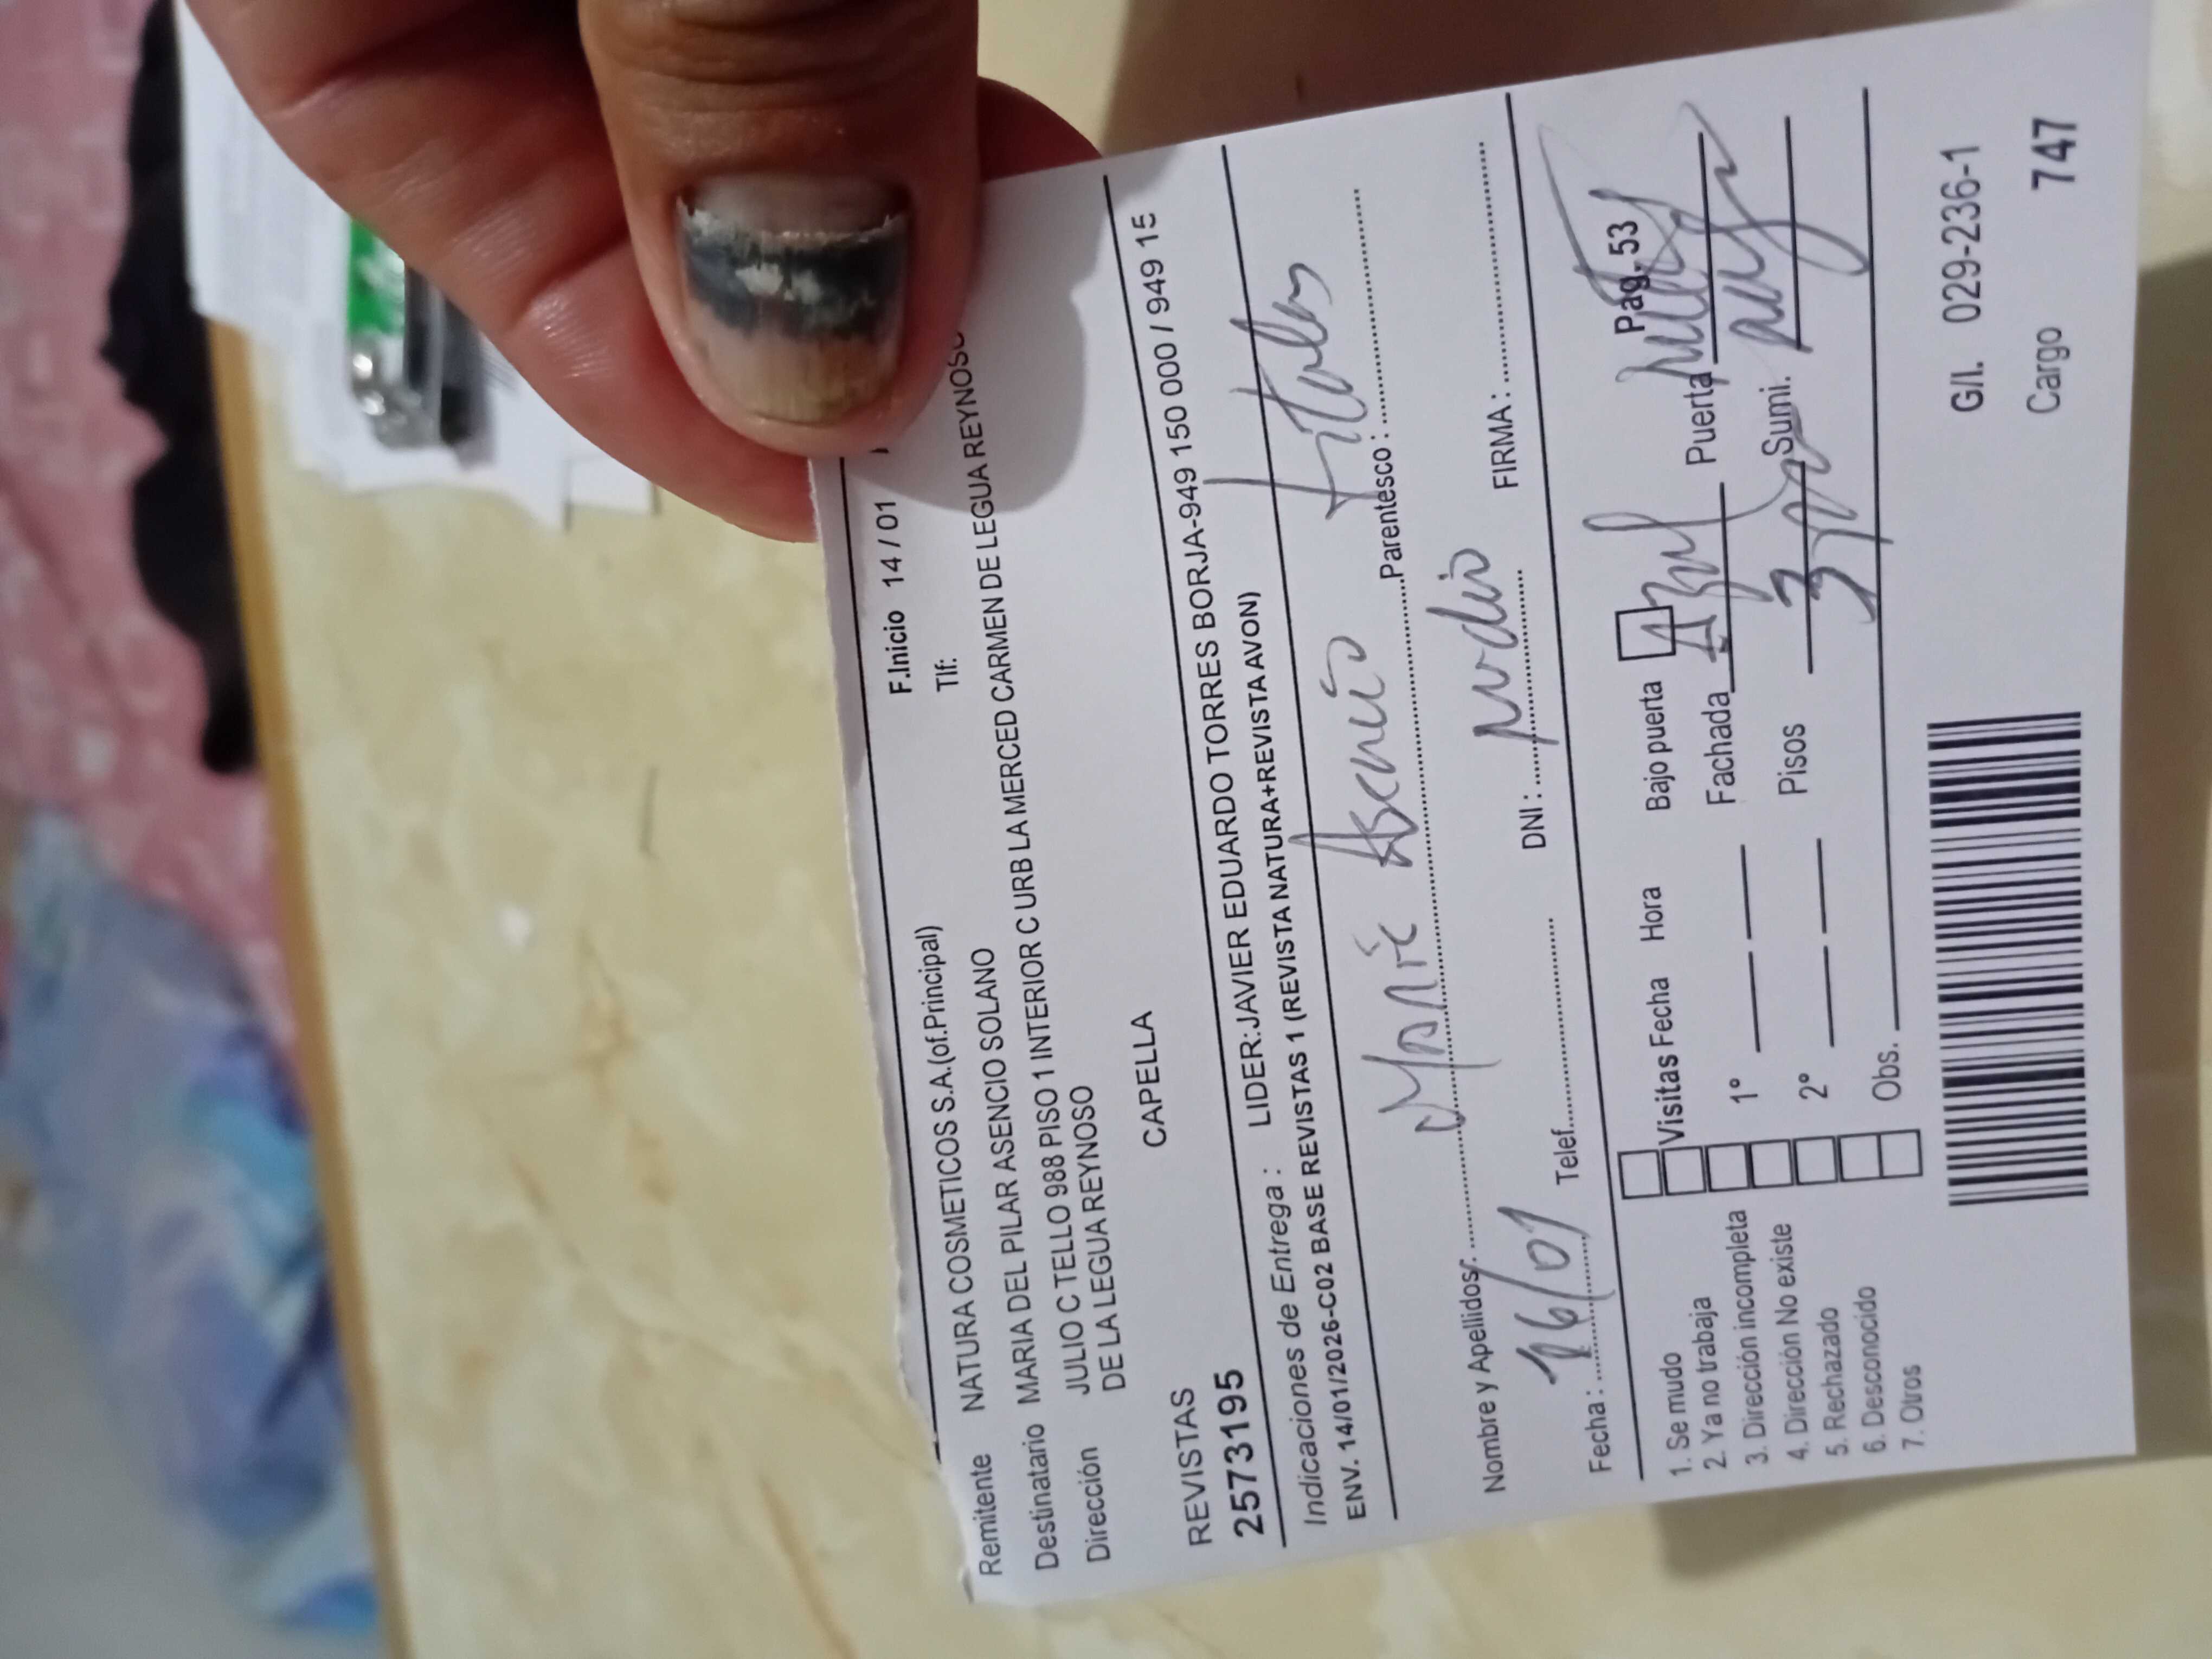 F.Inicio 14 / 01
Remitente NATURA COSMETICOS S.A.(of.Principal) Tlf:
Destinatario MARIA DEL PILAR ASENCIO SOLANO
Dirección JULIO C TELLO 988 PISO 1 INTERIOR C URB LA MERCED CARMEN DE LEGUA REYNOSO
DE LA LEGUA REYNOSO
CAPELLA
REVISTAS
2573195 LIDER:JAVIER EDUARDO TORRES BORJA-949 150 000 / 949 15
Indicaciones de Entrega :
ENV. 14/01/2026-C02 BASE REVISTAS 1 (REVISTA NATURA+REVISTA AVON)
Nombre y Apellidos: Asencio Parentesco : Titular
Fecha : 16/01 Telef. DNI : FIRMA :
Pag. 53
1. Se mudo Visitas Fecha Hora Bajo puerta
2. Ya no trabaja 1° Fachada Azul Puerta
3. Dirección incompleta
4. Dirección No existe 2° Pisos 3 Sumi.
5. Rechazado
6. Desconocido Obs.
7. Otros
G/I. 029-236-1
Cargo 747